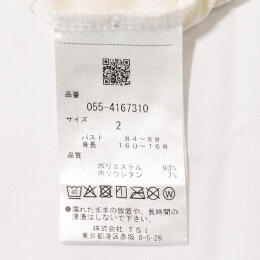 品番
055-4167310
サイズ
2
バスト 84～88
身長 160～168
品質
ポリエステル 93%
ポリウレタン 7%
40
◎濡れたままの放置や、長時間の
浸漬はしないで下さい。
株式会社 TSI
東京都港区赤坂 8-5-26